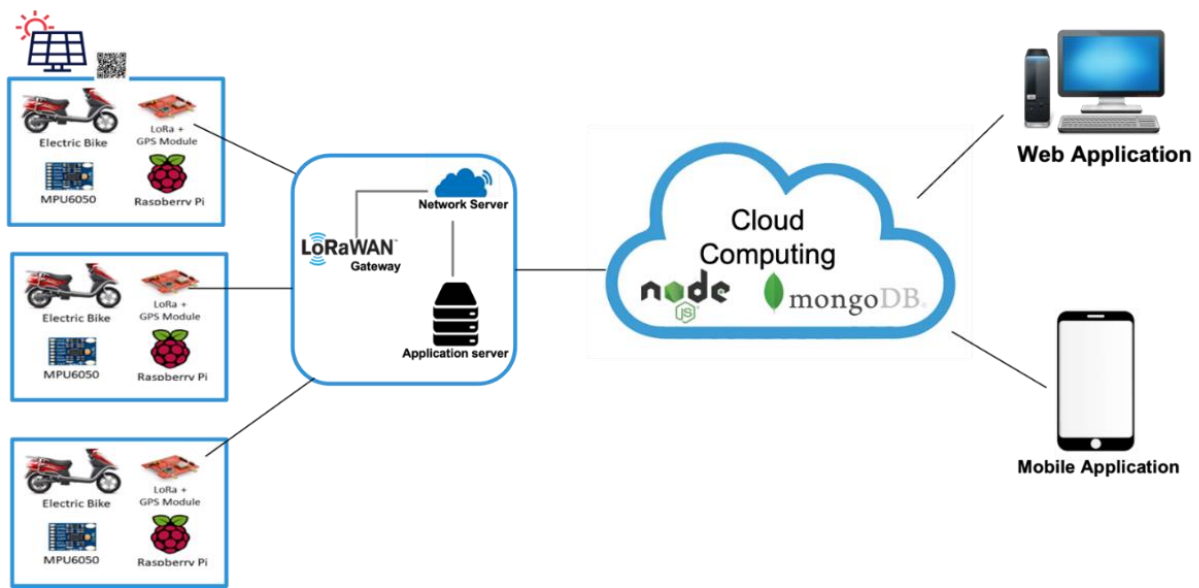 Electric Bike
LoRa +
GPS Module
MPU6050
Raspberry Pi
Electric Bike
LoRa +
GPS Module
MPU6050
Raspberry Pi
Electric Bike
LoRa +
GPS Module
MPU6050
Raspberry Pi
Network Server
LoRaWAN™
Gateway
Application server
Cloud
Computing
node
JS
mongoDB®
Web Application
Mobile Application